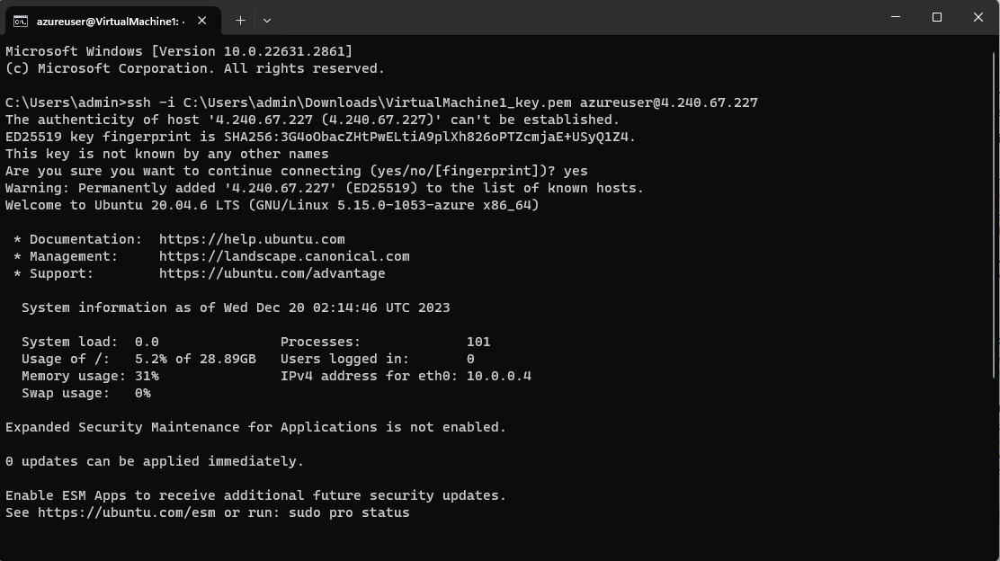 azureuser@VirtualMachine1: ~
Microsoft Windows [Version 10.0.22631.2861]
(c) Microsoft Corporation. All rights reserved.
C:\Users\admin>ssh -i C:\Users\admin\Downloads\VirtualMachine1_key.pem azureuser@4.240.67.227
The authenticity of host '4.240.67.227 (4.240.67.227)' can't be established.
ED25519 key fingerprint is SHA256:3G4oObacZHtPwELtiA9plXh826oPTZcmjaE+USyQ1Z4.
This key is not known by any other names
Are you sure you want to continue connecting (yes/no/[fingerprint])? yes
Warning: Permanently added '4.240.67.227' (ED25519) to the list of known hosts.
Welcome to Ubuntu 20.04.6 LTS (GNU/Linux 5.15.0-1053-azure x86_64)
* Documentation:  https://help.ubuntu.com
* Management:     https://landscape.canonical.com
* Support:        https://ubuntu.com/advantage
System information as of Wed Dec 20 02:14:46 UTC 2023
System load:  0.0               Processes:             101
Usage of /:   5.2% of 28.89GB   Users logged in:       0
Memory usage: 31%               IPv4 address for eth0: 10.0.0.4
Swap usage:   0%
Expanded Security Maintenance for Applications is not enabled.
0 updates can be applied immediately.
Enable ESM Apps to receive additional future security updates.
See https://ubuntu.com/esm or run: sudo pro status